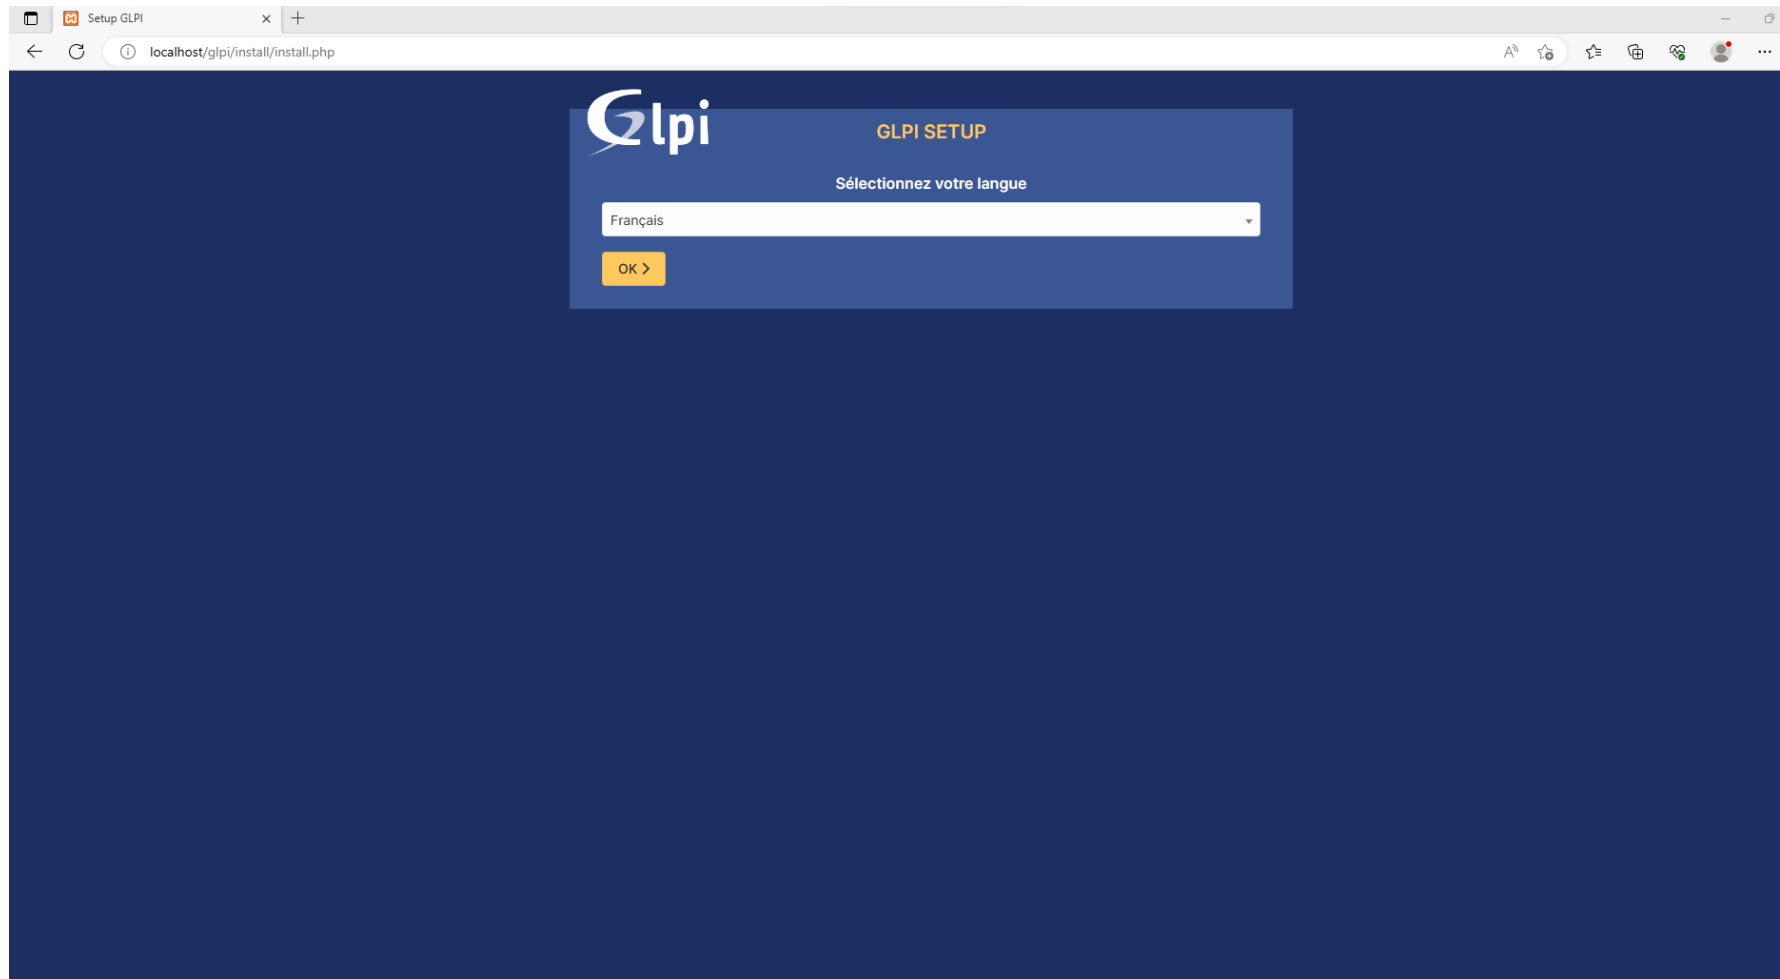 Setup GLPI
localhost/glpi/install/install.php
Glpi
GLPI SETUP
Sélectionnez votre langue
Français
OK